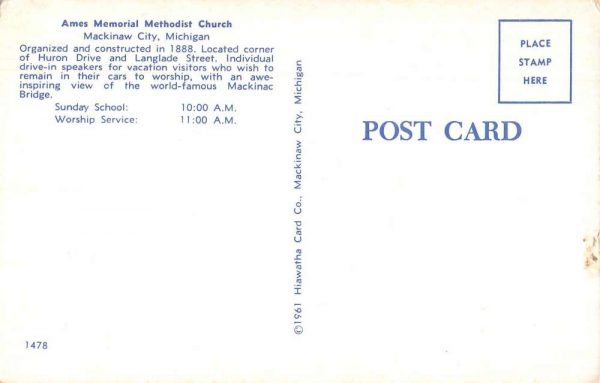 Ames Memorial Methodist Church
Mackinaw City, Michigan
Organized and constructed in 1888. Located corner
of Huron Drive and Langlade Street. Individual
drive-in speakers for vacation visitors who wish to
remain in their cars to worship, with an awe-
inspiring view of the world-famous Mackinac
Bridge.
Sunday School: 10:00 A.M.
Worship Service: 11:00 A.M.
1478
©1961 Hiawatha Card Co., Mackinaw City, Michigan
PLACE
STAMP
HERE
POST CARD